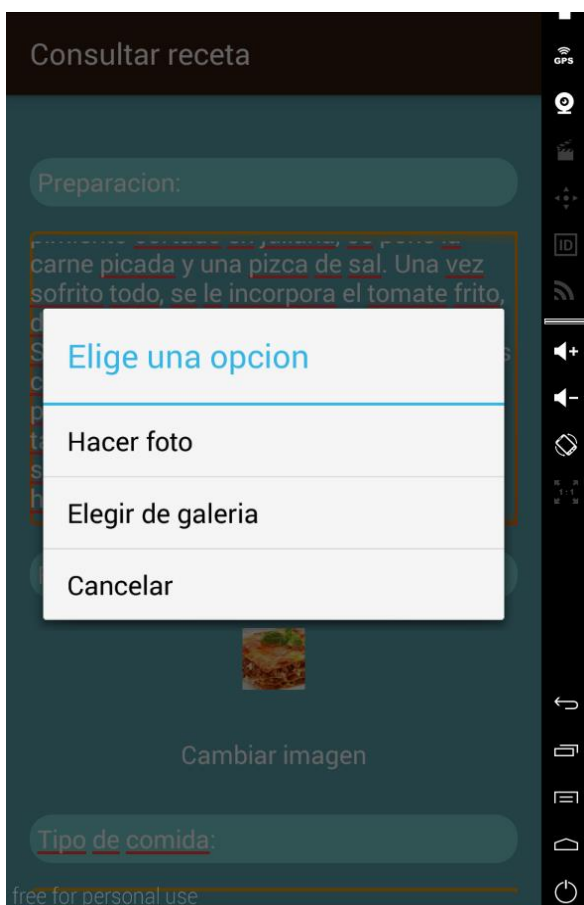 Consultar receta
GPS
Preparacion:
carne picada y una pizca de sal. Una vez
sofrito todo, se le incorpora el tomate frito,
Elige una opcion
Hacer foto
Elegir de galeria
Cancelar
Cambiar imagen
Tipo de comida:
free for personal use
ID
1:1